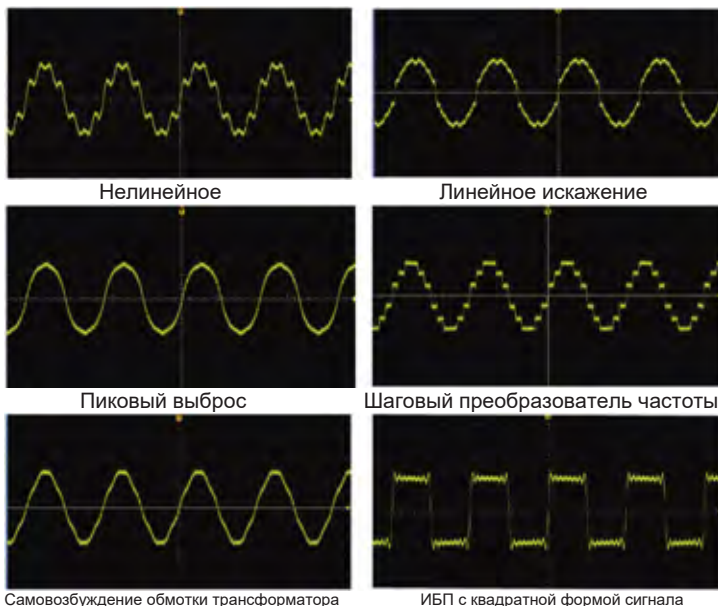 Нелинейное
Линейное искажение
Пиковый выброс
Шаговый преобразователь частоты
Самовозбуждение обмотки трансформатора
ИБП с квадратной формой сигнала